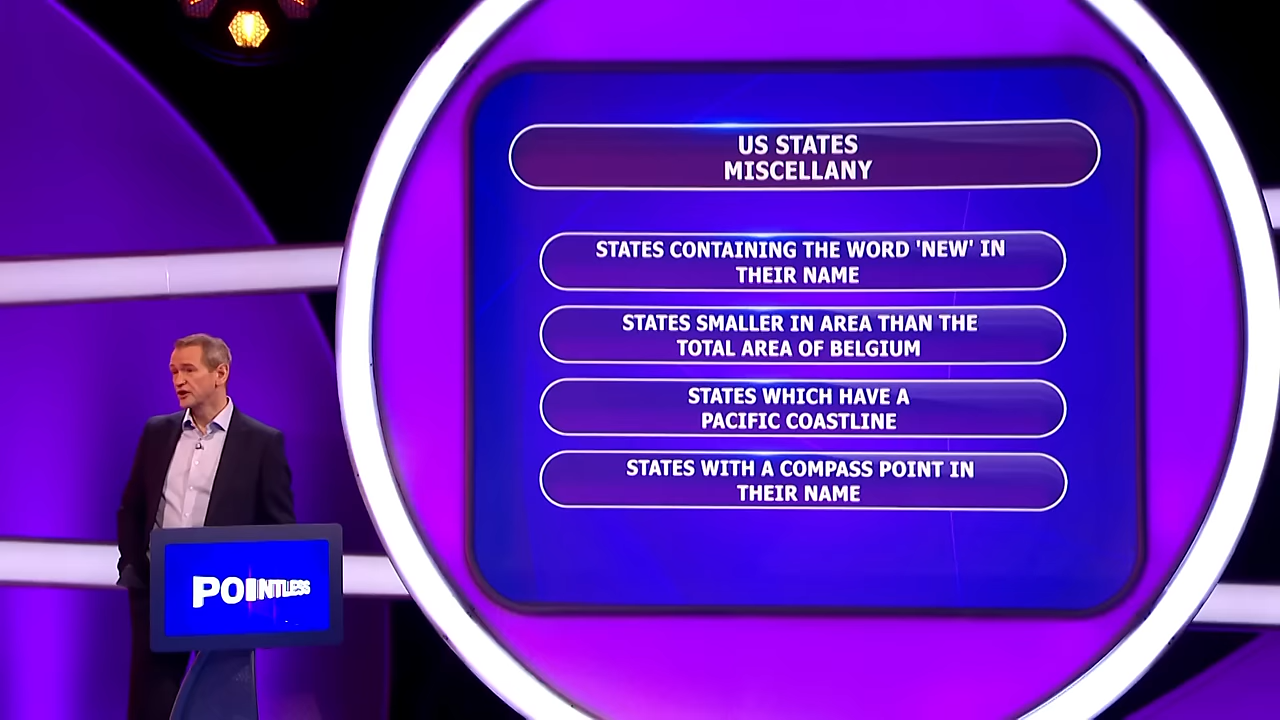 US STATES
MISCELLANY
STATES CONTAINING THE WORD 'NEW' IN
THEIR NAME
STATES SMALLER IN AREA THAN THE
TOTAL AREA OF BELGIUM
STATES WHICH HAVE A
PACIFIC COASTLINE
STATES WITH A COMPASS POINT IN
THEIR NAME
POINTLESS